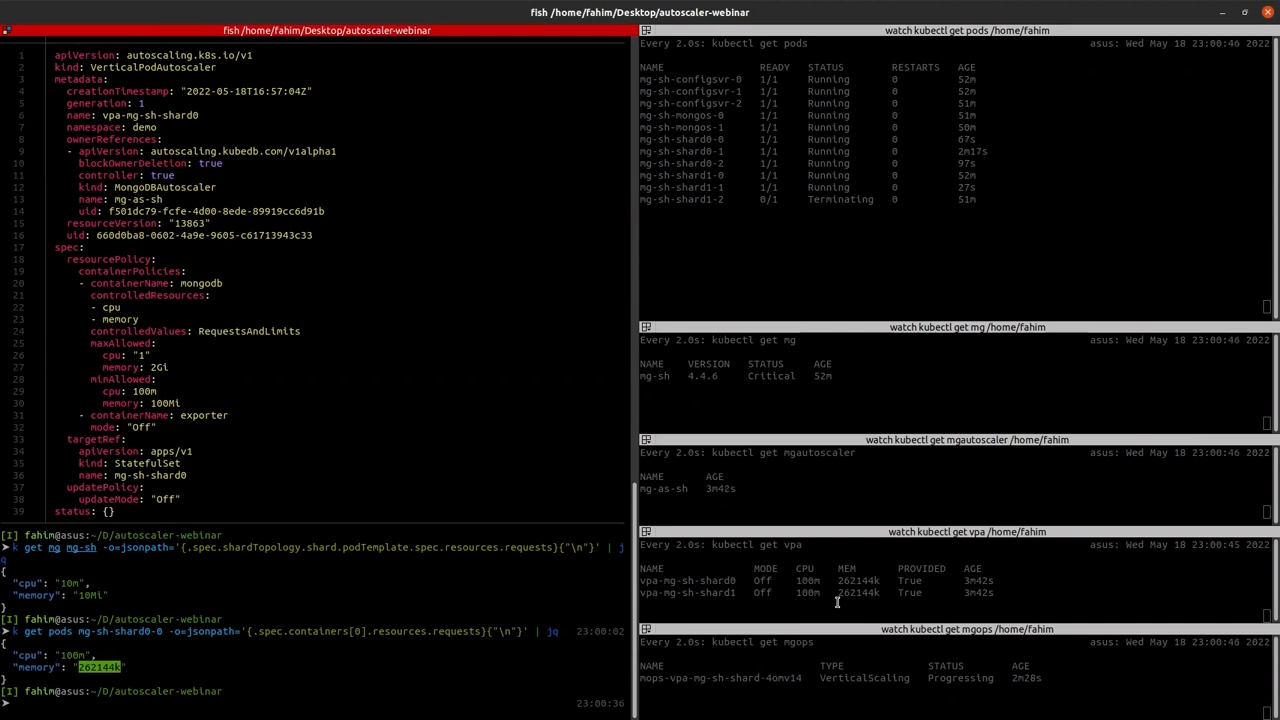 fish /home/fahim/Desktop/autoscaler-webinar
fish /home/fahim/Desktop/autoscaler-webinar
1 apiVersion: autoscaling.k8s.io/v1
2 kind: VerticalPodAutoscaler
3 metadata:
4   creationTimestamp: "2022-05-18T16:57:04Z"
5   generation: 1
6   name: vpa-mg-sh-shard0
7   namespace: demo
8   ownerReferences:
9   - apiVersion: autoscaling.kubedb.com/v1alpha1
10     blockOwnerDeletion: true
11     controller: true
12     kind: MongoDBAutoscaler
13     name: mg-as-sh
14     uid: f501dc79-fcfe-4d00-8ede-89919cc6d91b
15   resourceVersion: "13863"
16   uid: 660d0ba8-0602-4a9e-9605-c61713943c33
17 spec:
18   resourcePolicy:
19     containerPolicies:
20     - containerName: mongodb
21       controlledResources:
22       - cpu
23       - memory
24       controlledValues: RequestsAndLimits
25       maxAllowed:
26         cpu: "1"
27         memory: 2Gi
28       minAllowed:
29         cpu: 100m
30         memory: 100Mi
31     - containerName: exporter
32       mode: "Off"
33   targetRef:
34     apiVersion: apps/v1
35     kind: StatefulSet
36     name: mg-sh-shard0
37   updatePolicy:
38     updateMode: "Off"
39 status: {}
[I] fahim@asus:~/D/autoscaler-webinar
➤ k get mg mg-sh -o=jsonpath='{.spec.shardTopology.shard.podTemplate.spec.resources.requests}{"\n"}' | j
q
{
  "cpu": "10m",
  "memory": "10Mi"
}
[I] fahim@asus:~/D/autoscaler-webinar
➤ k get pods mg-sh-shard0-0 -o=jsonpath='{.spec.containers[0].resources.requests}{"\n"}' | jq 23:00:02
{
  "cpu": "100m",
  "memory": "262144k"
}
[I] fahim@asus:~/D/autoscaler-webinar
➤ 23:00:36
watch kubectl get pods /home/fahim
Every 2.0s: kubectl get pods asus: Wed May 18 23:00:46 2022
NAME READY STATUS RESTARTS AGE
mg-sh-configsvr-0 1/1 Running 0 52m
mg-sh-configsvr-1 1/1 Running 0 52m
mg-sh-configsvr-2 1/1 Running 0 51m
mg-sh-mongos-0 1/1 Running 0 51m
mg-sh-mongos-1 1/1 Running 0 50m
mg-sh-shard0-0 1/1 Running 0 67s
mg-sh-shard0-1 1/1 Running 0 2m17s
mg-sh-shard0-2 1/1 Running 0 97s
mg-sh-shard1-0 1/1 Running 0 52m
mg-sh-shard1-1 1/1 Running 0 27s
mg-sh-shard1-2 0/1 Terminating 0 51m
watch kubectl get mg /home/fahim
Every 2.0s: kubectl get mg asus: Wed May 18 23:00:46 2022
NAME VERSION STATUS AGE
mg-sh 4.4.6 Critical 52m
watch kubectl get mgautoscaler /home/fahim
Every 2.0s: kubectl get mgautoscaler asus: Wed May 18 23:00:46 2022
NAME AGE
mg-as-sh 3m42s
watch kubectl get vpa /home/fahim
Every 2.0s: kubectl get vpa asus: Wed May 18 23:00:45 2022
NAME MODE CPU MEM PROVIDED AGE
vpa-mg-sh-shard0 Off 100m 262144k True 3m42s
vpa-mg-sh-shard1 Off 100m 262144k True 3m42s
watch kubectl get mgops /home/fahim
Every 2.0s: kubectl get mgops asus: Wed May 18 23:00:46 2022
NAME TYPE STATUS AGE
mops-vpa-mg-sh-shard-4omv14 VerticalScaling Progressing 2m28s